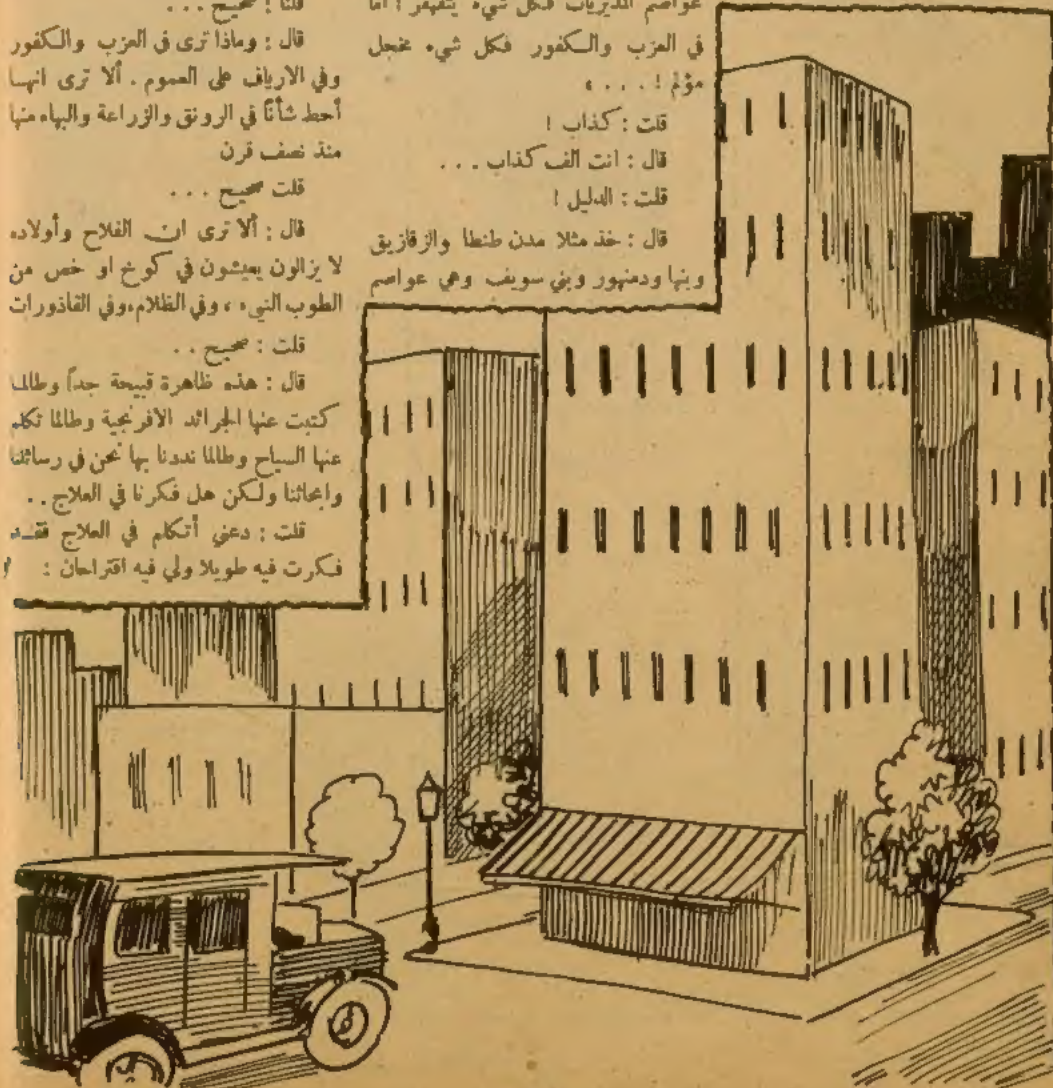 عواصم المديريات فكل شيء يتقهقر ! اما
في العزب والكفور فكل شيء مخجل
مؤلم ! . . . »
قلت : كذاب !
قال : انت الف كذاب . . .
قلت : الدليل !
قال : خذ مثلا مدن طنطا والزقازيق
وبنها ودمنهور وبني سويف وهي عواصم
قلنا : صحيح . . .
قال : وماذا ترى في العزب والكفور
وفي الارياف على العموم . ألا ترى انها
أحط شأناً في الرونق والزراعة والبهاء منها
منذ نصف قرن
قلت صحيح . . .
قال : ألا ترى ان الفلاح وأولاده
لا يزالون يعيشون في كوخ او خص من
الطوب النيء ، وفي الظلام ، وفي القاذورات
قلت : صحيح . .
قال : هذه ظاهرة قبيحة جداً وطالما
كتبت عنها الجرائد الافرنجية وطالما تكلم
عنها السياح وطالما نددنا بها نحن في رسائلنا
وابحاثنا ولكن هل فكرنا في العلاج . .
قلت : دعني أتكلم في العلاج فقد
فكرت فيه طويلا ولي فيه اقتراحان :